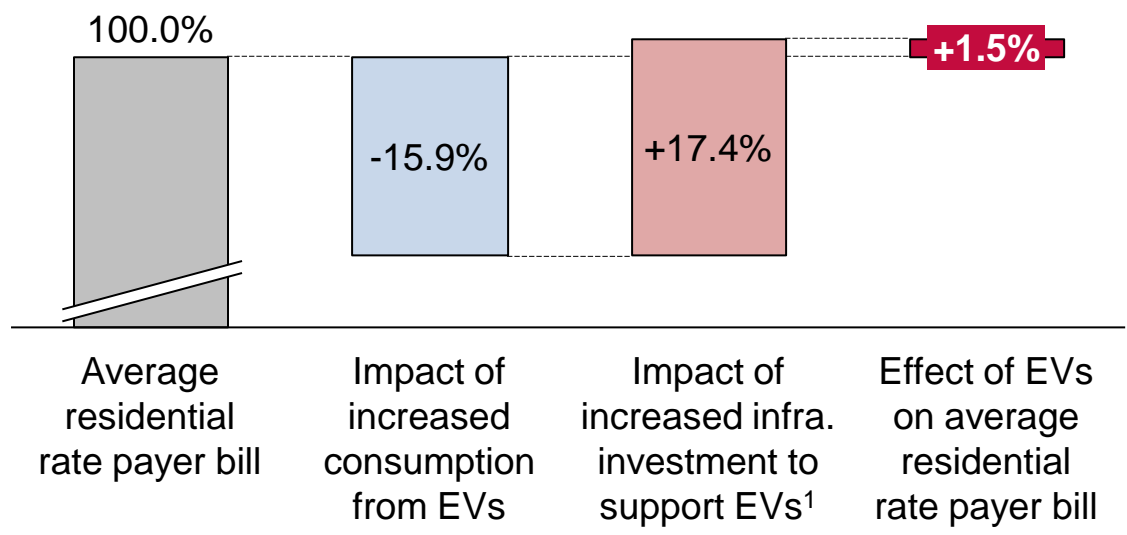 100.0%
-15.9%
+17.4%
+1.5%
Average
residential
rate payer bill
Impact of
increased
consumption
from EVs
Impact of
increased infra.
investment to
support EVs¹
Effect of EVs
on average
residential
rate payer bill